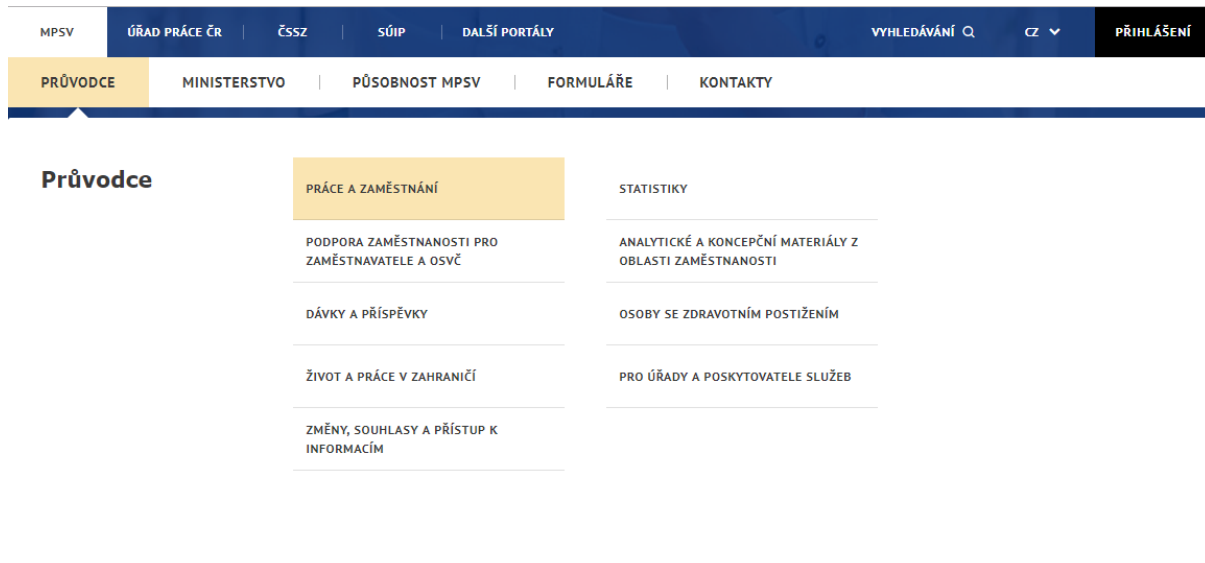 MPSV ÚŘAD PRÁCE ČR ČSSZ SÚIP DALŠÍ PORTÁLY VYHLEDÁVÁNÍ CZ PŘIHLÁŠENÍ
PRŮVODCE MINISTERSTVO PŮSOBNOST MPSV FORMULÁŘE KONTAKTY
Průvodce
PRÁCE A ZAMĚSTNÁNÍ
PODPORA ZAMĚSTNANOSTI PRO
ZAMĚSTNAVATELE A OSVČ
DÁVKY A PŘÍSPĚVKY
ŽIVOT A PRÁCE V ZAHRANIČÍ
ZMĚNY, SOUHLASY A PŘÍSTUP K
INFORMACÍM
STATISTIKY
ANALYTICKÉ A KONCEPČNÍ MATERIÁLY Z
OBLASTI ZAMĚSTNANOSTI
OSOBY SE ZDRAVOTNÍM POSTIŽENÍM
PRO ÚŘADY A POSKYTOVATELE SLUŽEB